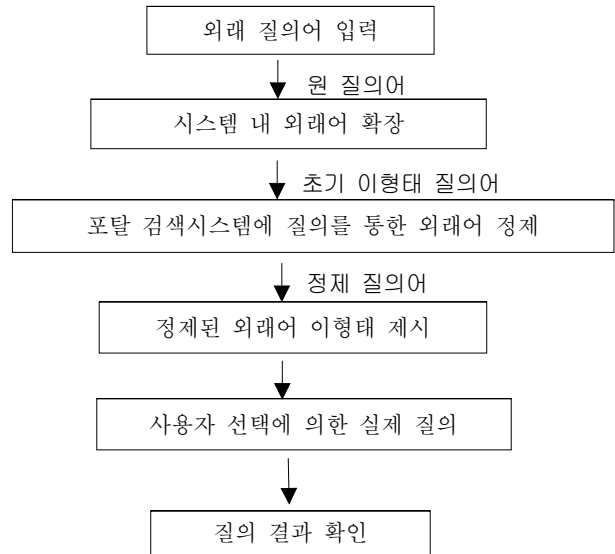 외래 질의어 입력
원 질의어
시스템 내 외래어 확장
초기 이형태 질의어
포탈 검색시스템에 질의를 통한 외래어 정제
정제 질의어
정제된 외래어 이형태 제시
사용자 선택에 의한 실제 질의
질의 결과 확인